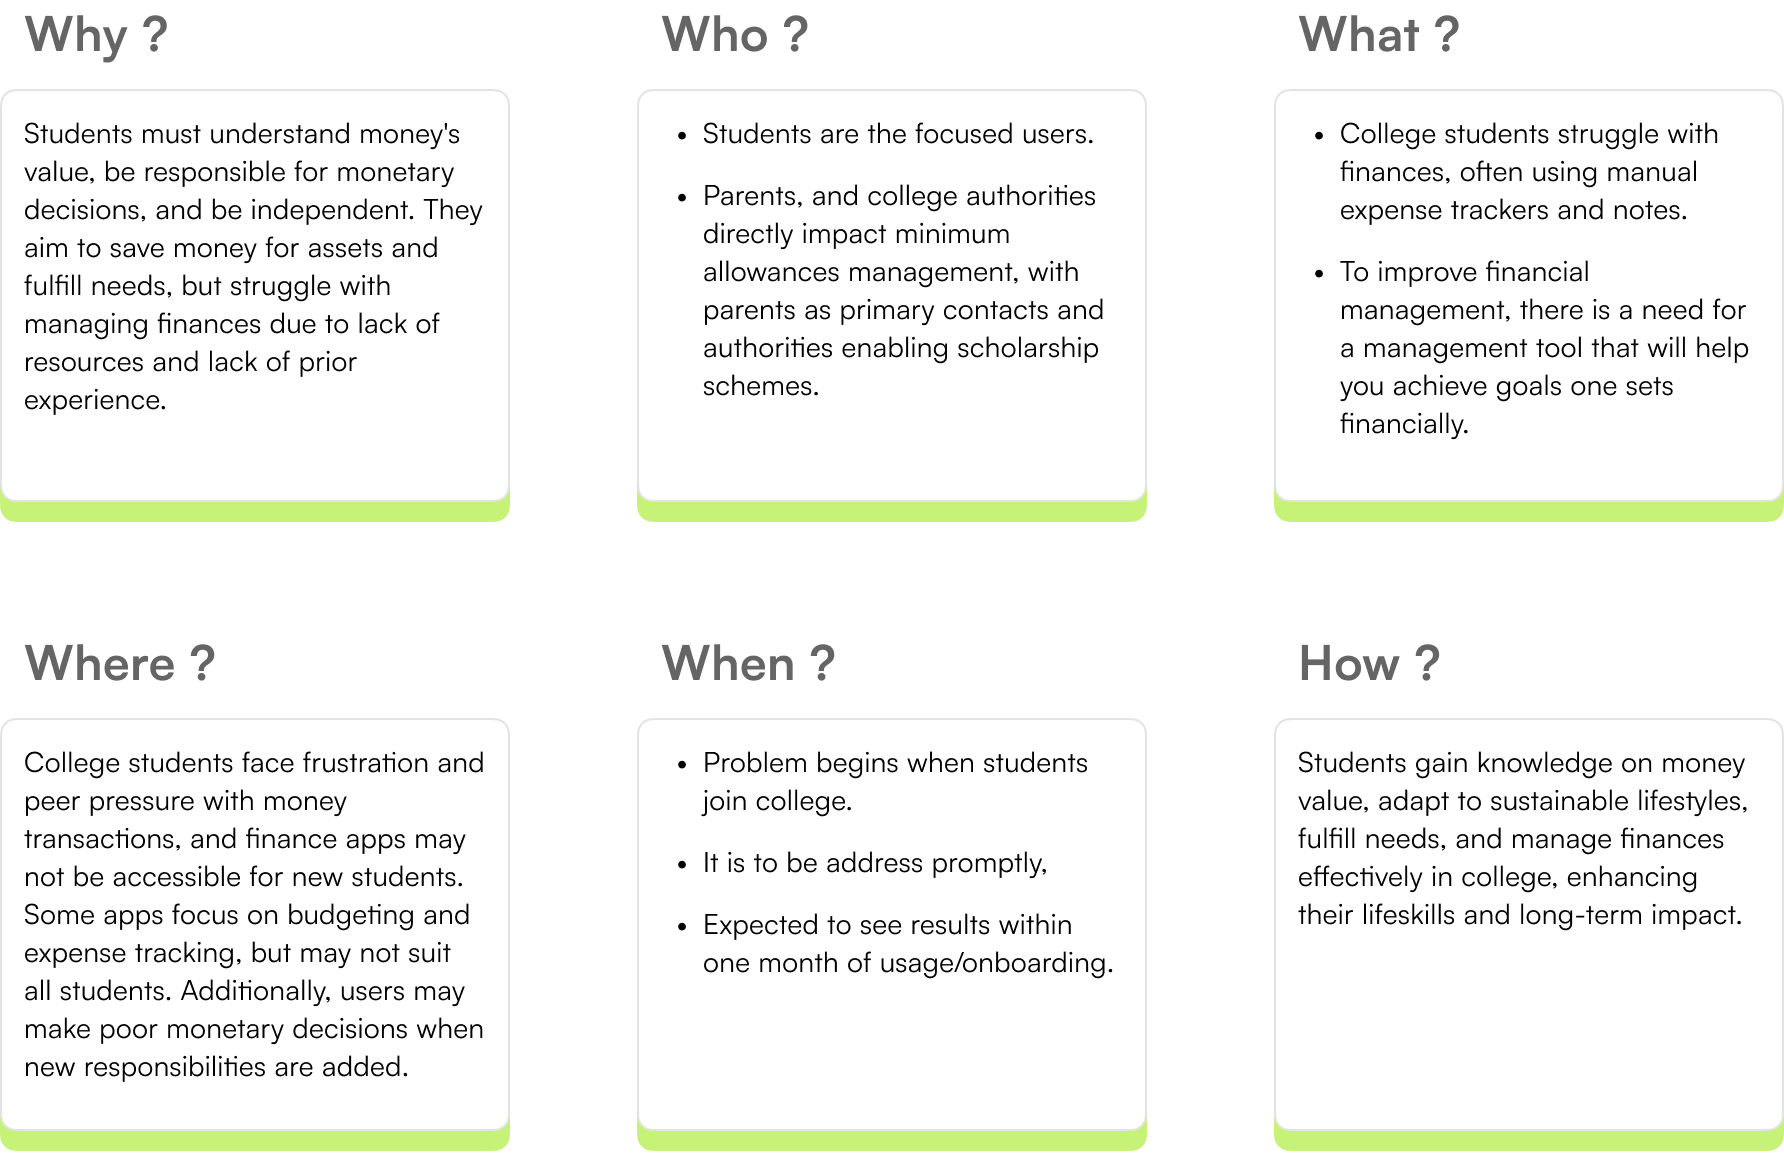 Why ?
Students must understand money's
value, be responsible for monetary
decisions, and be independent. They
aim to save money for assets and
fulfill needs, but struggle with
managing finances due to lack of
resources and lack of prior
experience.
Who ?
• Students are the focused users.
• Parents, and college authorities
directly impact minimum
allowances management, with
parents as primary contacts and
authorities enabling scholarship
schemes.
What ?
• College students struggle with
finances, often using manual
expense trackers and notes.
• To improve financial
management, there is a need for
a management tool that will help
you achieve goals one sets
financially.
Where ?
College students face frustration and
peer pressure with money
transactions, and finance apps may
not be accessible for new students.
Some apps focus on budgeting and
expense tracking, but may not suit
all students. Additionally, users may
make poor monetary decisions when
new responsibilities are added.
When ?
• Problem begins when students
join college.
• It is to be address promptly,
• Expected to see results within
one month of usage/onboarding.
How ?
Students gain knowledge on money
value, adapt to sustainable lifestyles,
fulfill needs, and manage finances
effectively in college, enhancing
their lifeskills and long-term impact.